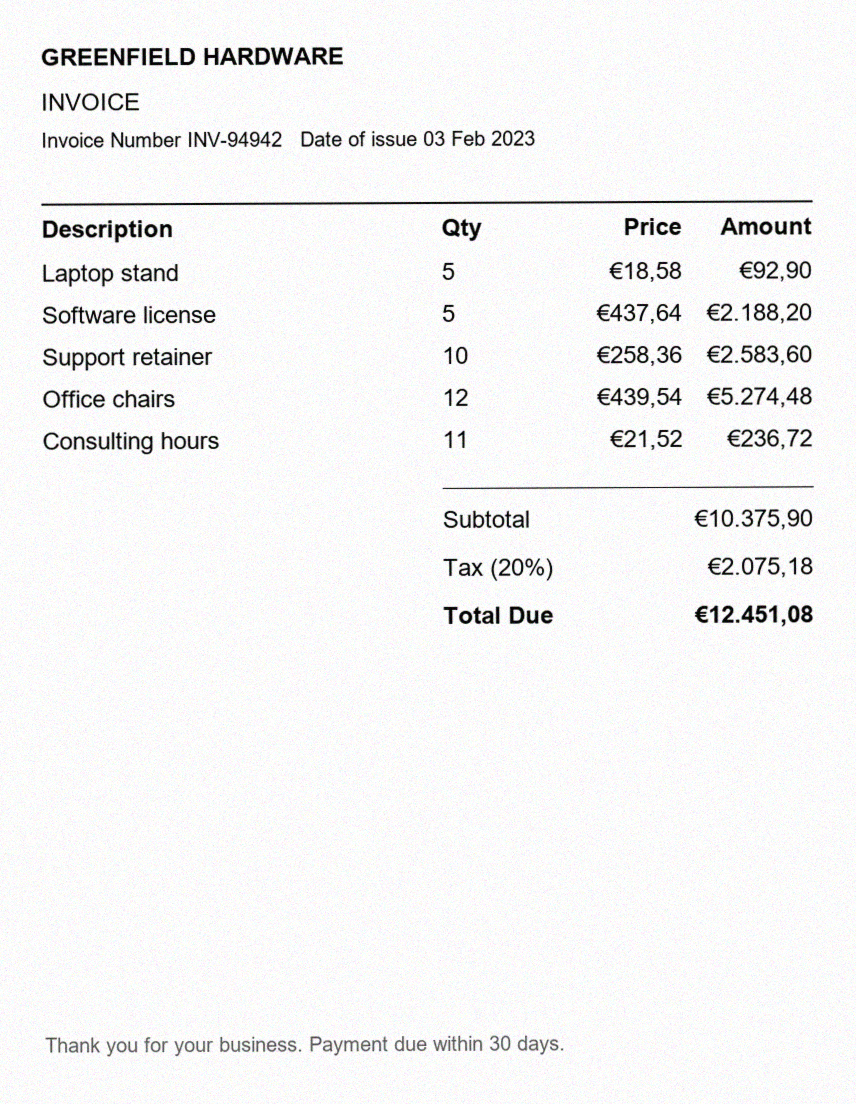 GREENFIELD HARDWARE
INVOICE
Invoice Number INV-94942 Date of issue 03 Feb 2023
Description Qty Price Amount
Laptop stand 5 €18,58 €92,90
Software license 5 €437,64 €2.188,20
Support retainer 10 €258,36 €2.583,60
Office chairs 12 €439,54 €5.274,48
Consulting hours 11 €21,52 €236,72
Subtotal €10.375,90
Tax (20%) €2.075,18
Total Due €12.451,08
Thank you for your business. Payment due within 30 days.